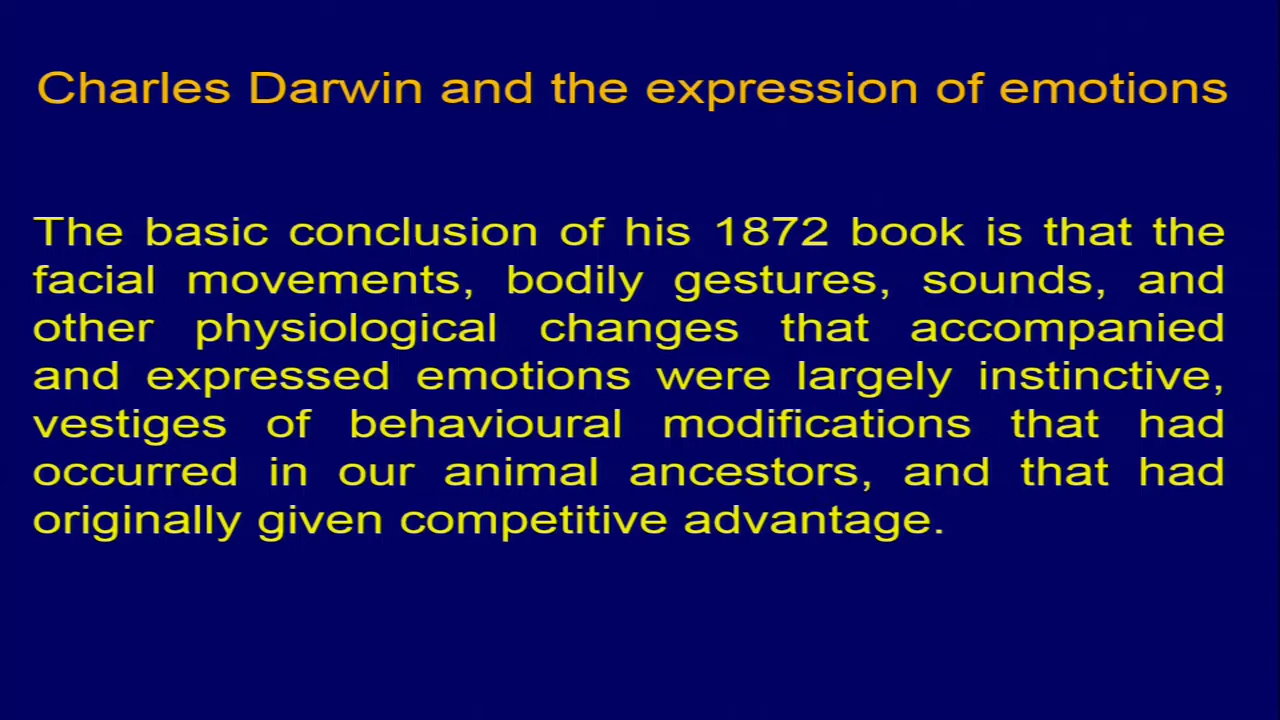 Charles Darwin and the expression of emotions
The basic conclusion of his 1872 book is that the
facial movements, bodily gestures, sounds, and
other physiological changes that accompanied
and expressed emotions were largely instinctive,
vestiges of behavioural modifications that had
occurred in our animal ancestors, and that had
originally given competitive advantage.